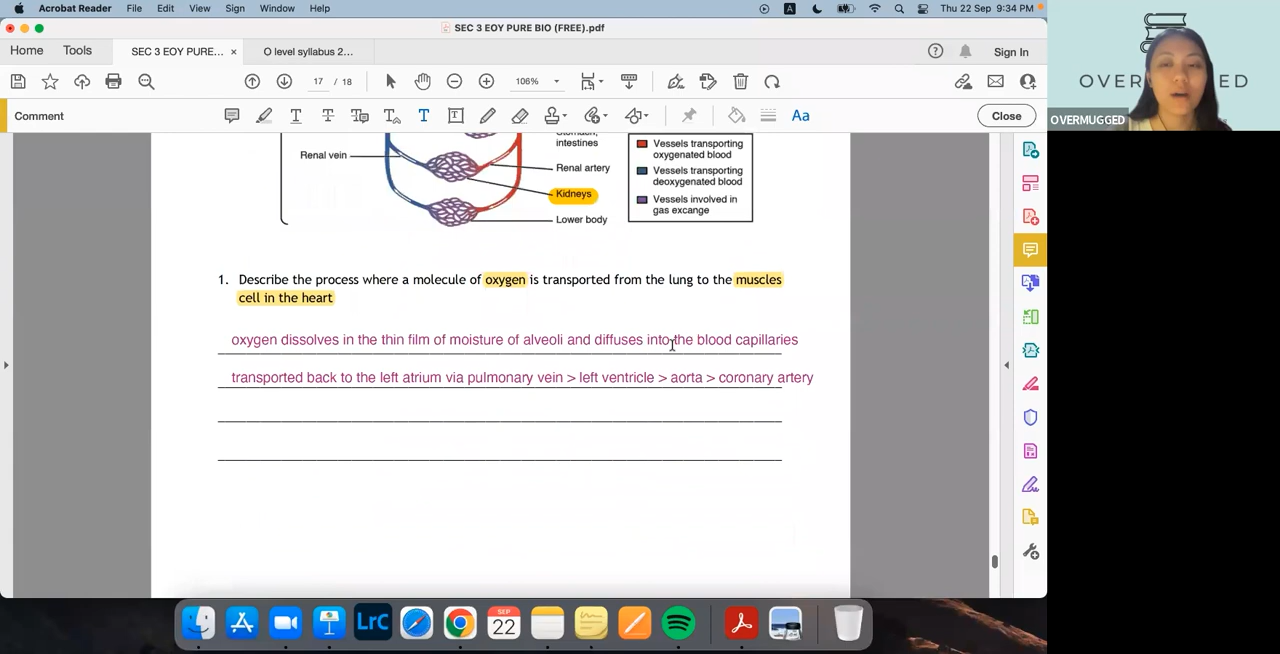 Acrobat Reader File Edit View Sign Window Help Thu 22 Sep 9:34 PM
SEC 3 EOY PURE BIO (FREE).pdf
Home Tools SEC 3 EOY PURE... × O level syllabus 2... Sign In
17 / 18 106%
Comment Aa Close
OVERMUGGED
intestines
Renal vein
Renal artery
Kidneys
Lower body
Vessels transporting
oxygenated blood
Vessels transporting
deoxygenated blood
Vessels involved in
gas excange
1. Describe the process where a molecule of oxygen is transported from the lung to the muscles
cell in the heart
oxygen dissolves in the thin film of moisture of alveoli and diffuses into the blood capillaries
transported back to the left atrium via pulmonary vein > left ventricle > aorta > coronary artery
LrC
SEP
22